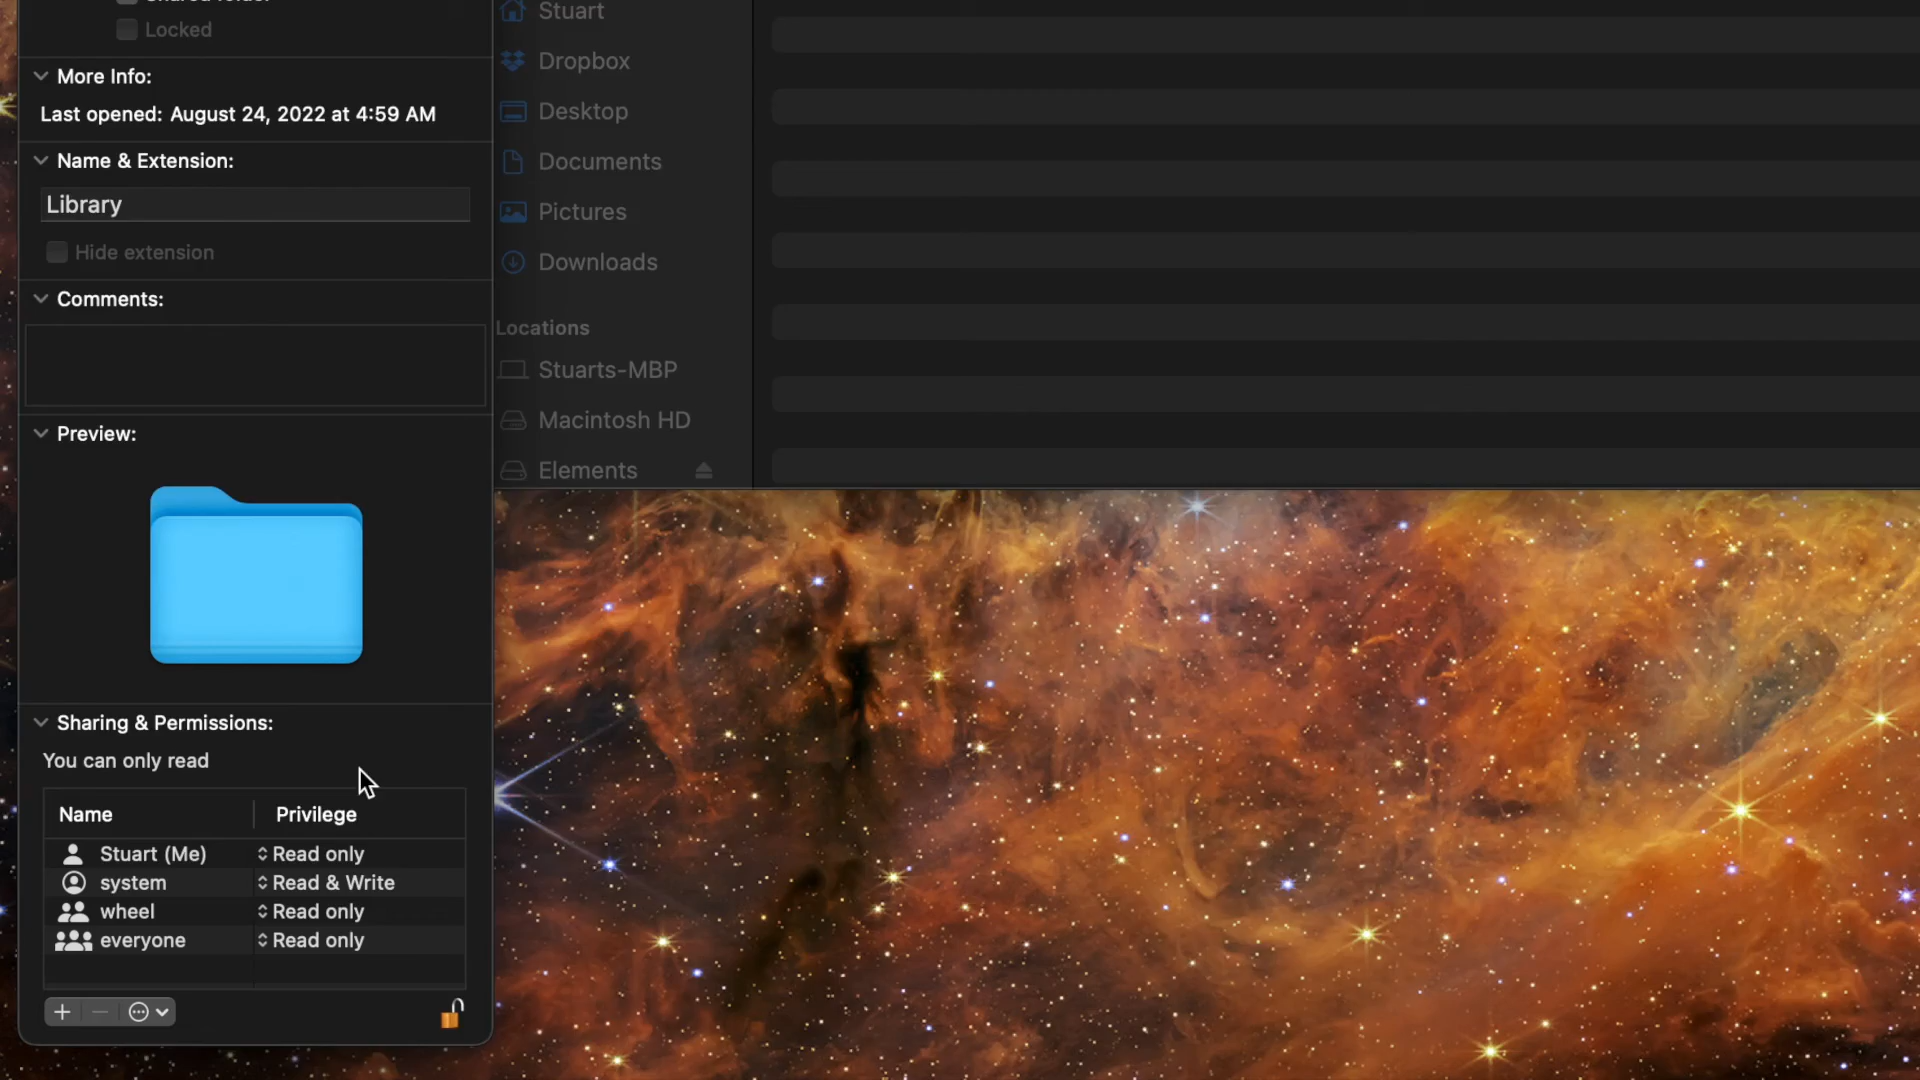 Shared folder
Locked
More Info:
Last opened: August 24, 2022 at 4:59 AM
Name & Extension:
Library
Hide extension
Comments:
Preview:
Sharing & Permissions:
You can only read
Name Privilege
Stuart (Me) Read only
system Read & Write
wheel Read only
everyone Read only
Stuart
Dropbox
Desktop
Documents
Pictures
Downloads
Locations
Stuarts-MBP
Macintosh HD
Elements